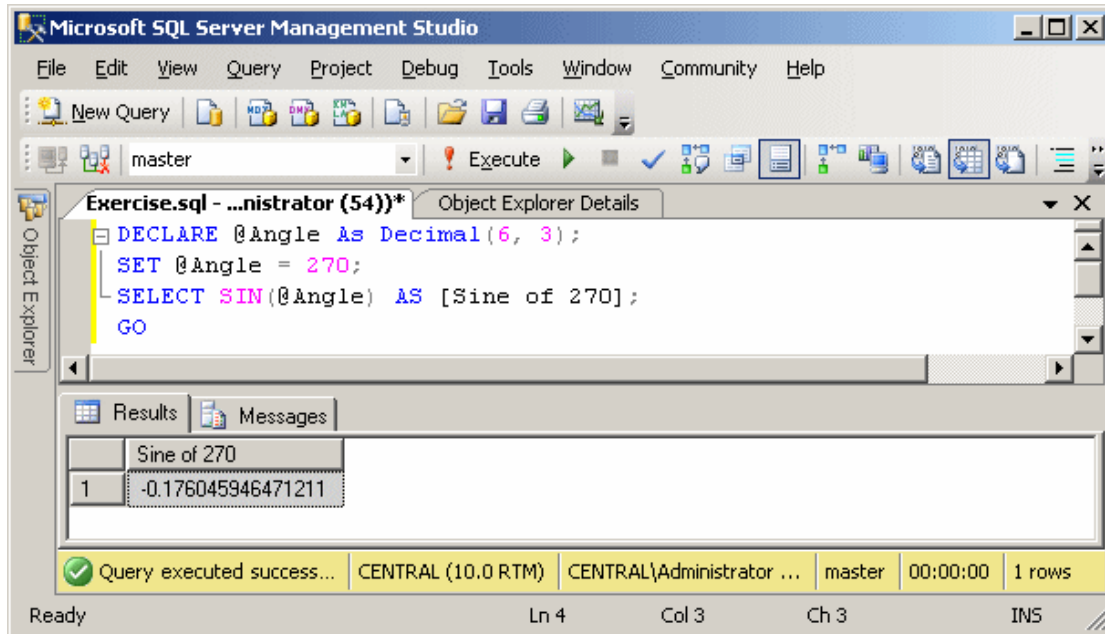 Microsoft SQL Server Management Studio
File Edit View Query Project Debug Tools Window Community Help
New Query
master Execute
Exercise.sql - ...nistrator (54))* Object Explorer Details
Object Explorer
DECLARE @Angle As Decimal(6, 3);
SET @Angle = 270;
SELECT SIN(@Angle) AS [Sine of 270];
GO
Results Messages
Sine of 270
1 -0.176045946471211
Query executed success... CENTRAL (10.0 RTM) CENTRAL\Administrator ... master 00:00:00 1 rows
Ready Ln 4 Col 3 Ch 3 INS